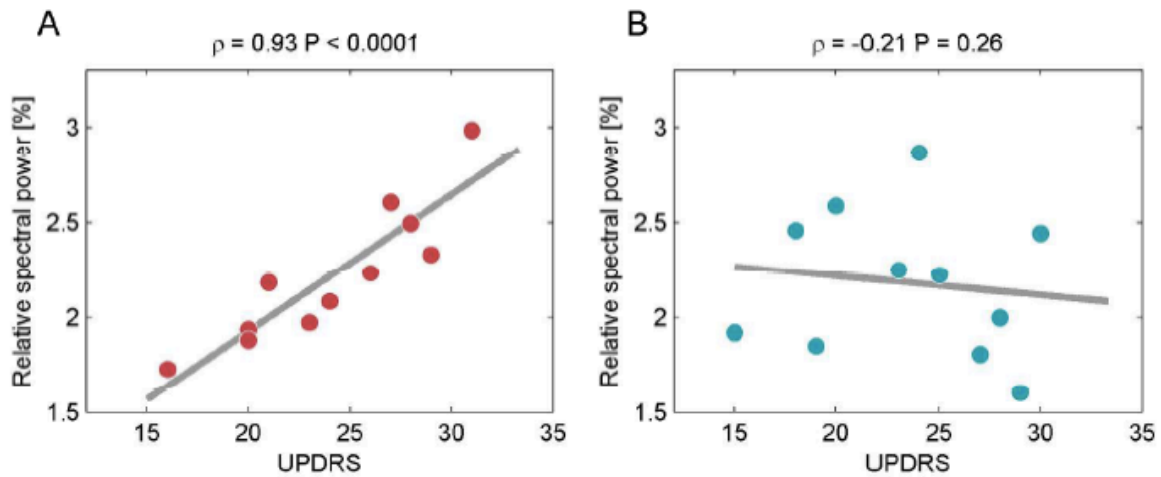 A
ρ = 0.93 P < 0.0001
Relative spectral power [%]
3
2.5
2
1.5
15 20 25 30 35
UPDRS
B
ρ = -0.21 P = 0.26
Relative spectral power [%]
3
2.5
2
1.5
15 20 25 30 35
UPDRS